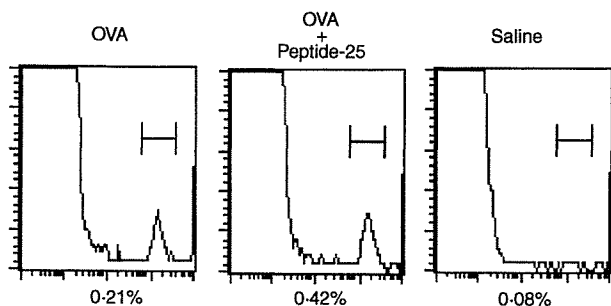 OVA
OVA
+
Peptide-25
Saline
0·21%
0·42%
0·08%